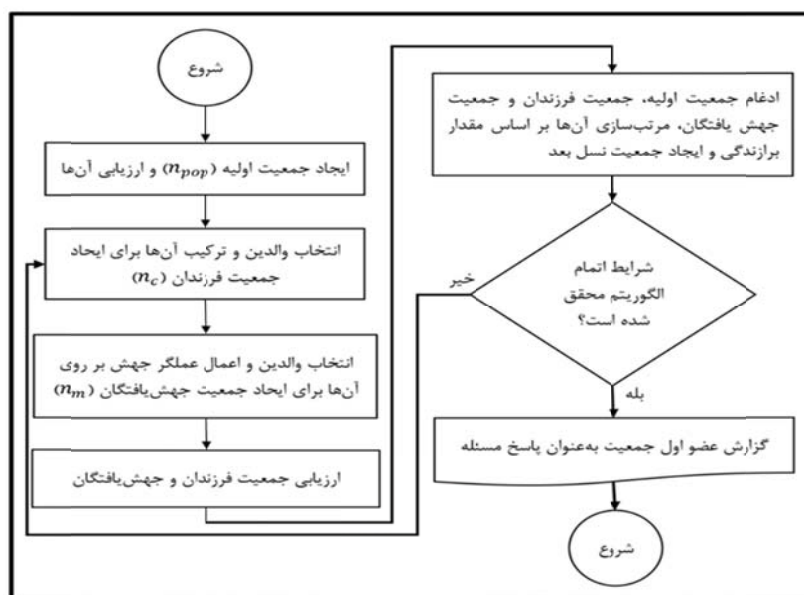 شروع
ایجاد جمعیت اولیه (n_pop) و ارزیابی آن‌ها
انتخاب والدین و ترکیب آن‌ها برای ایحاد
جمعیت فرزندان (n_c)
انتخاب والدین و اعمال عملگر جهش بر روی
آن‌ها برای ایحاد جمعیت جهش‌یافتگان (n_m)
ارزیابی جمعیت فرزندان و جهش‌یافتگان
ادغام جمعیت اولیه، جمعیت فرزندان و جمعیت
جهش یافتگان، مرتب‌سازی آن‌ها بر اساس مقدار
برازندگی و ایجاد جمعیت نسل بعد
شرایط اتمام
الگوریتم محقق
شده است؟
خیر
بله
گزارش عضو اول جمعیت به‌عنوان پاسخ مسئله
شروع